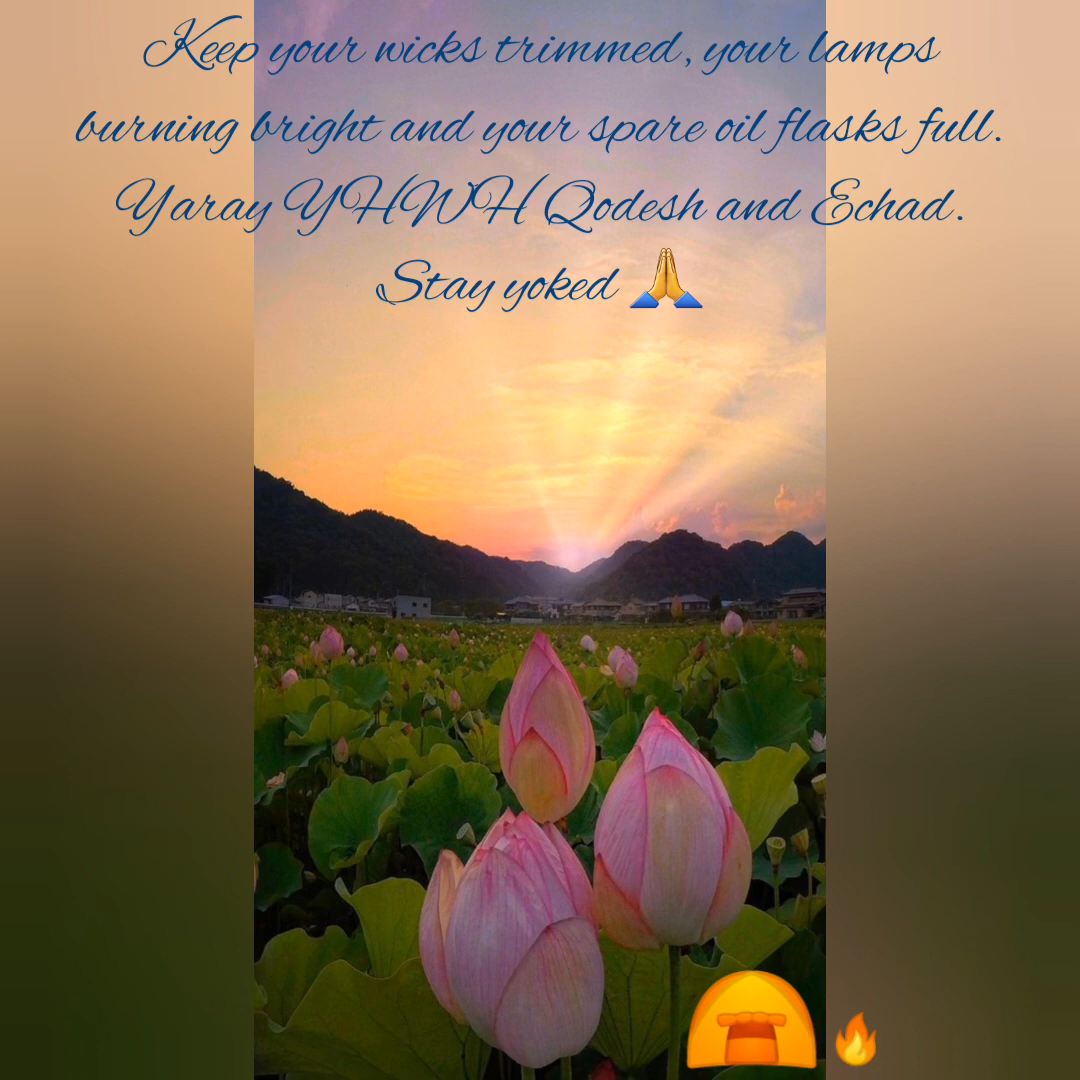 Keep your wicks trimmed, your lamps
burning bright and your spare oil flasks full.
Yaray YHWH Qodesh and Echad.
Stay yoked 🙏